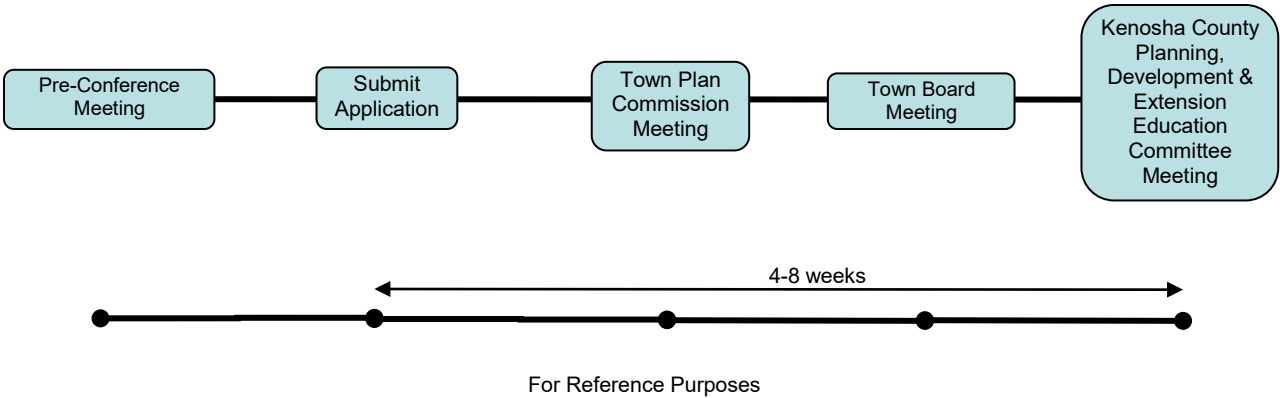 Pre-Conference
Meeting
Submit
Application
Town Plan
Commission
Meeting
Town Board
Meeting
Kenosha County
Planning,
Development &
Extension
Education
Committee
Meeting
4-8 weeks
For Reference Purposes